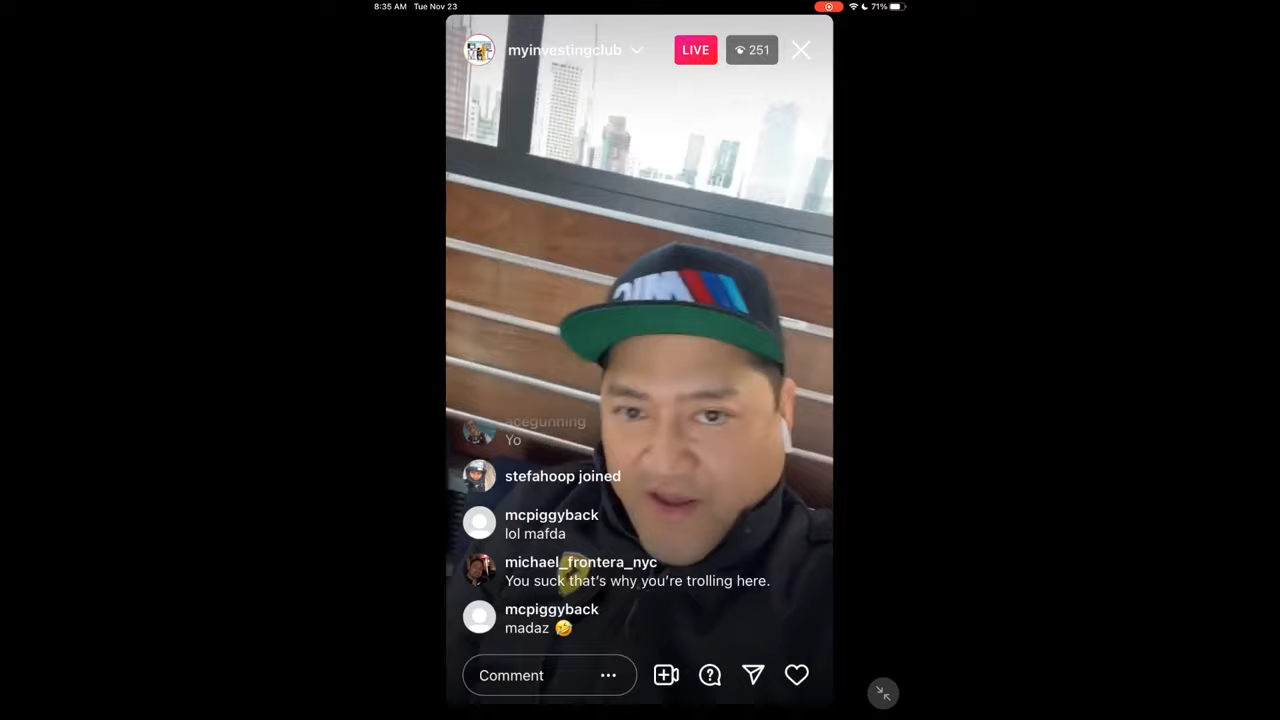 8:35 AM Tue Nov 23
71%
myinvestingclub
LIVE
251
acegunning
Yo
stefahoop joined
mcpiggyback
lol mafda
michael_frontera_nyc
You suck that's why you're trolling here.
mcpiggyback
madaz 🤣
Comment